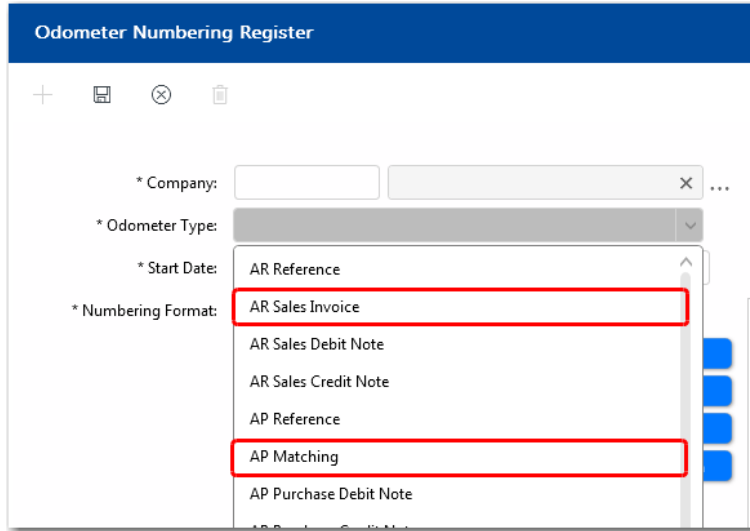 Odometer Numbering Register
* Company:
* Odometer Type:
* Start Date:
AR Reference
* Numbering Format:
AR Sales Invoice
AR Sales Debit Note
AR Sales Credit Note
AP Reference
AP Matching
AP Purchase Debit Note